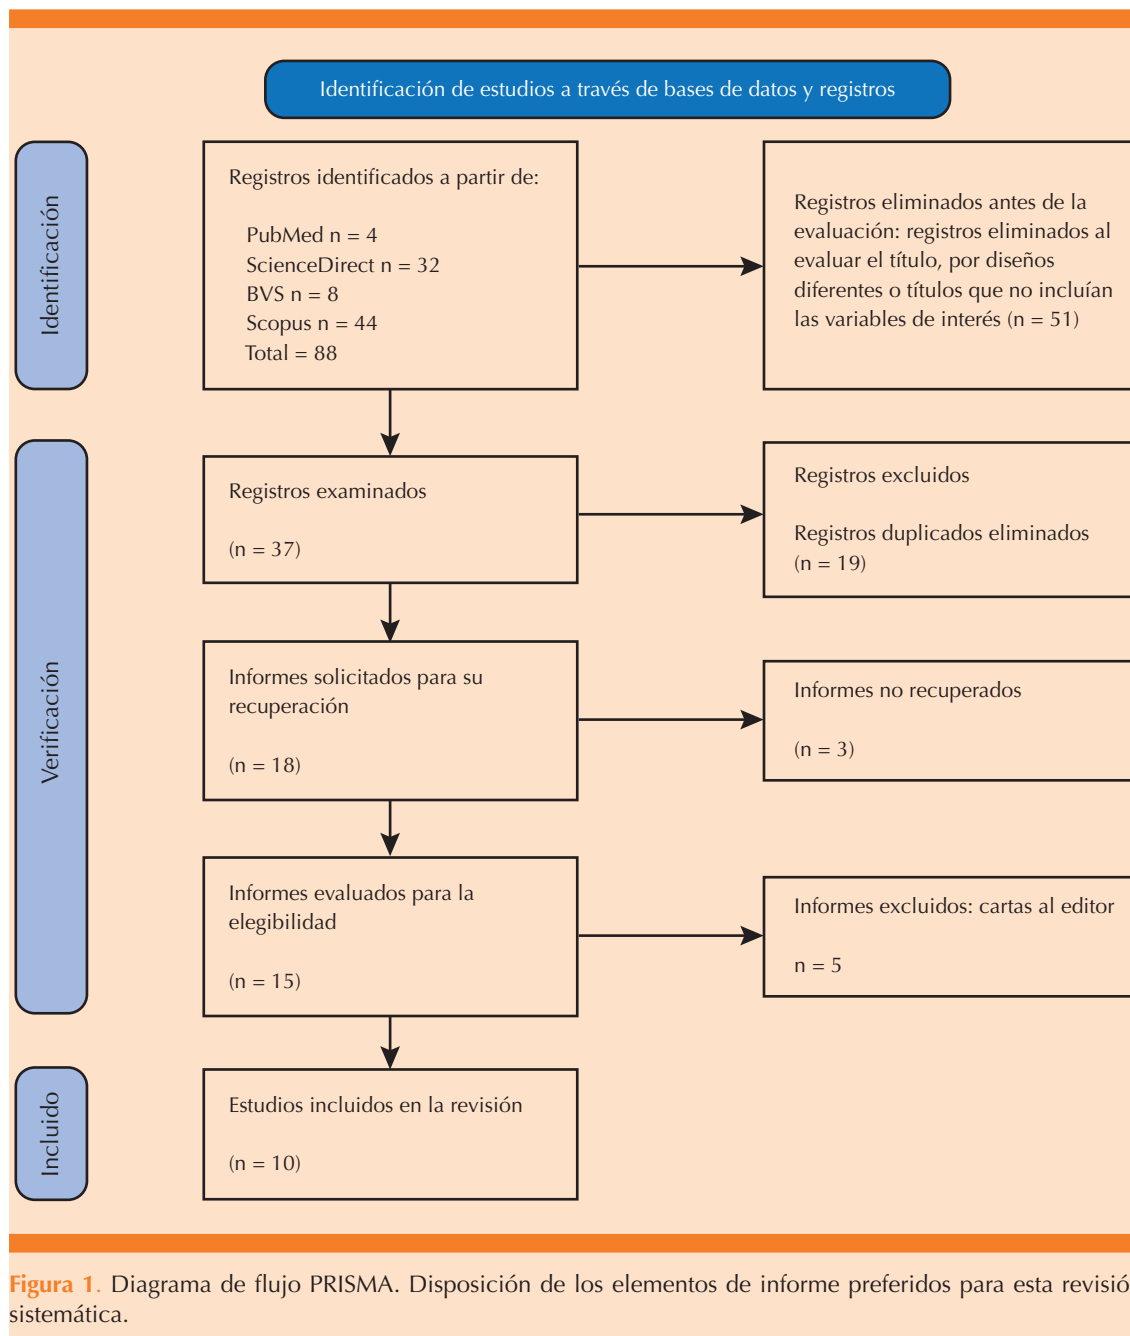 Identificación de estudios a través de bases de datos y registros
Identificación
Registros identificados a partir de:
PubMed n = 4
ScienceDirect n = 32
BVS n = 8
Scopus n = 44
Total = 88
Registros eliminados antes de la
evaluación: registros eliminados al
evaluar el título, por diseños
diferentes o títulos que no incluían
las variables de interés (n = 51)
Verificación
Registros examinados
(n = 37)
Registros excluidos
Registros duplicados eliminados
(n = 19)
Informes solicitados para su
recuperación
(n = 18)
Informes no recuperados
(n = 3)
Informes evaluados para la
elegibilidad
(n = 15)
Informes excluidos: cartas al editor
n = 5
Incluido
Estudios incluidos en la revisión
(n = 10)
Figura 1. Diagrama de flujo PRISMA. Disposición de los elementos de informe preferidos para esta revisió
sistemática.